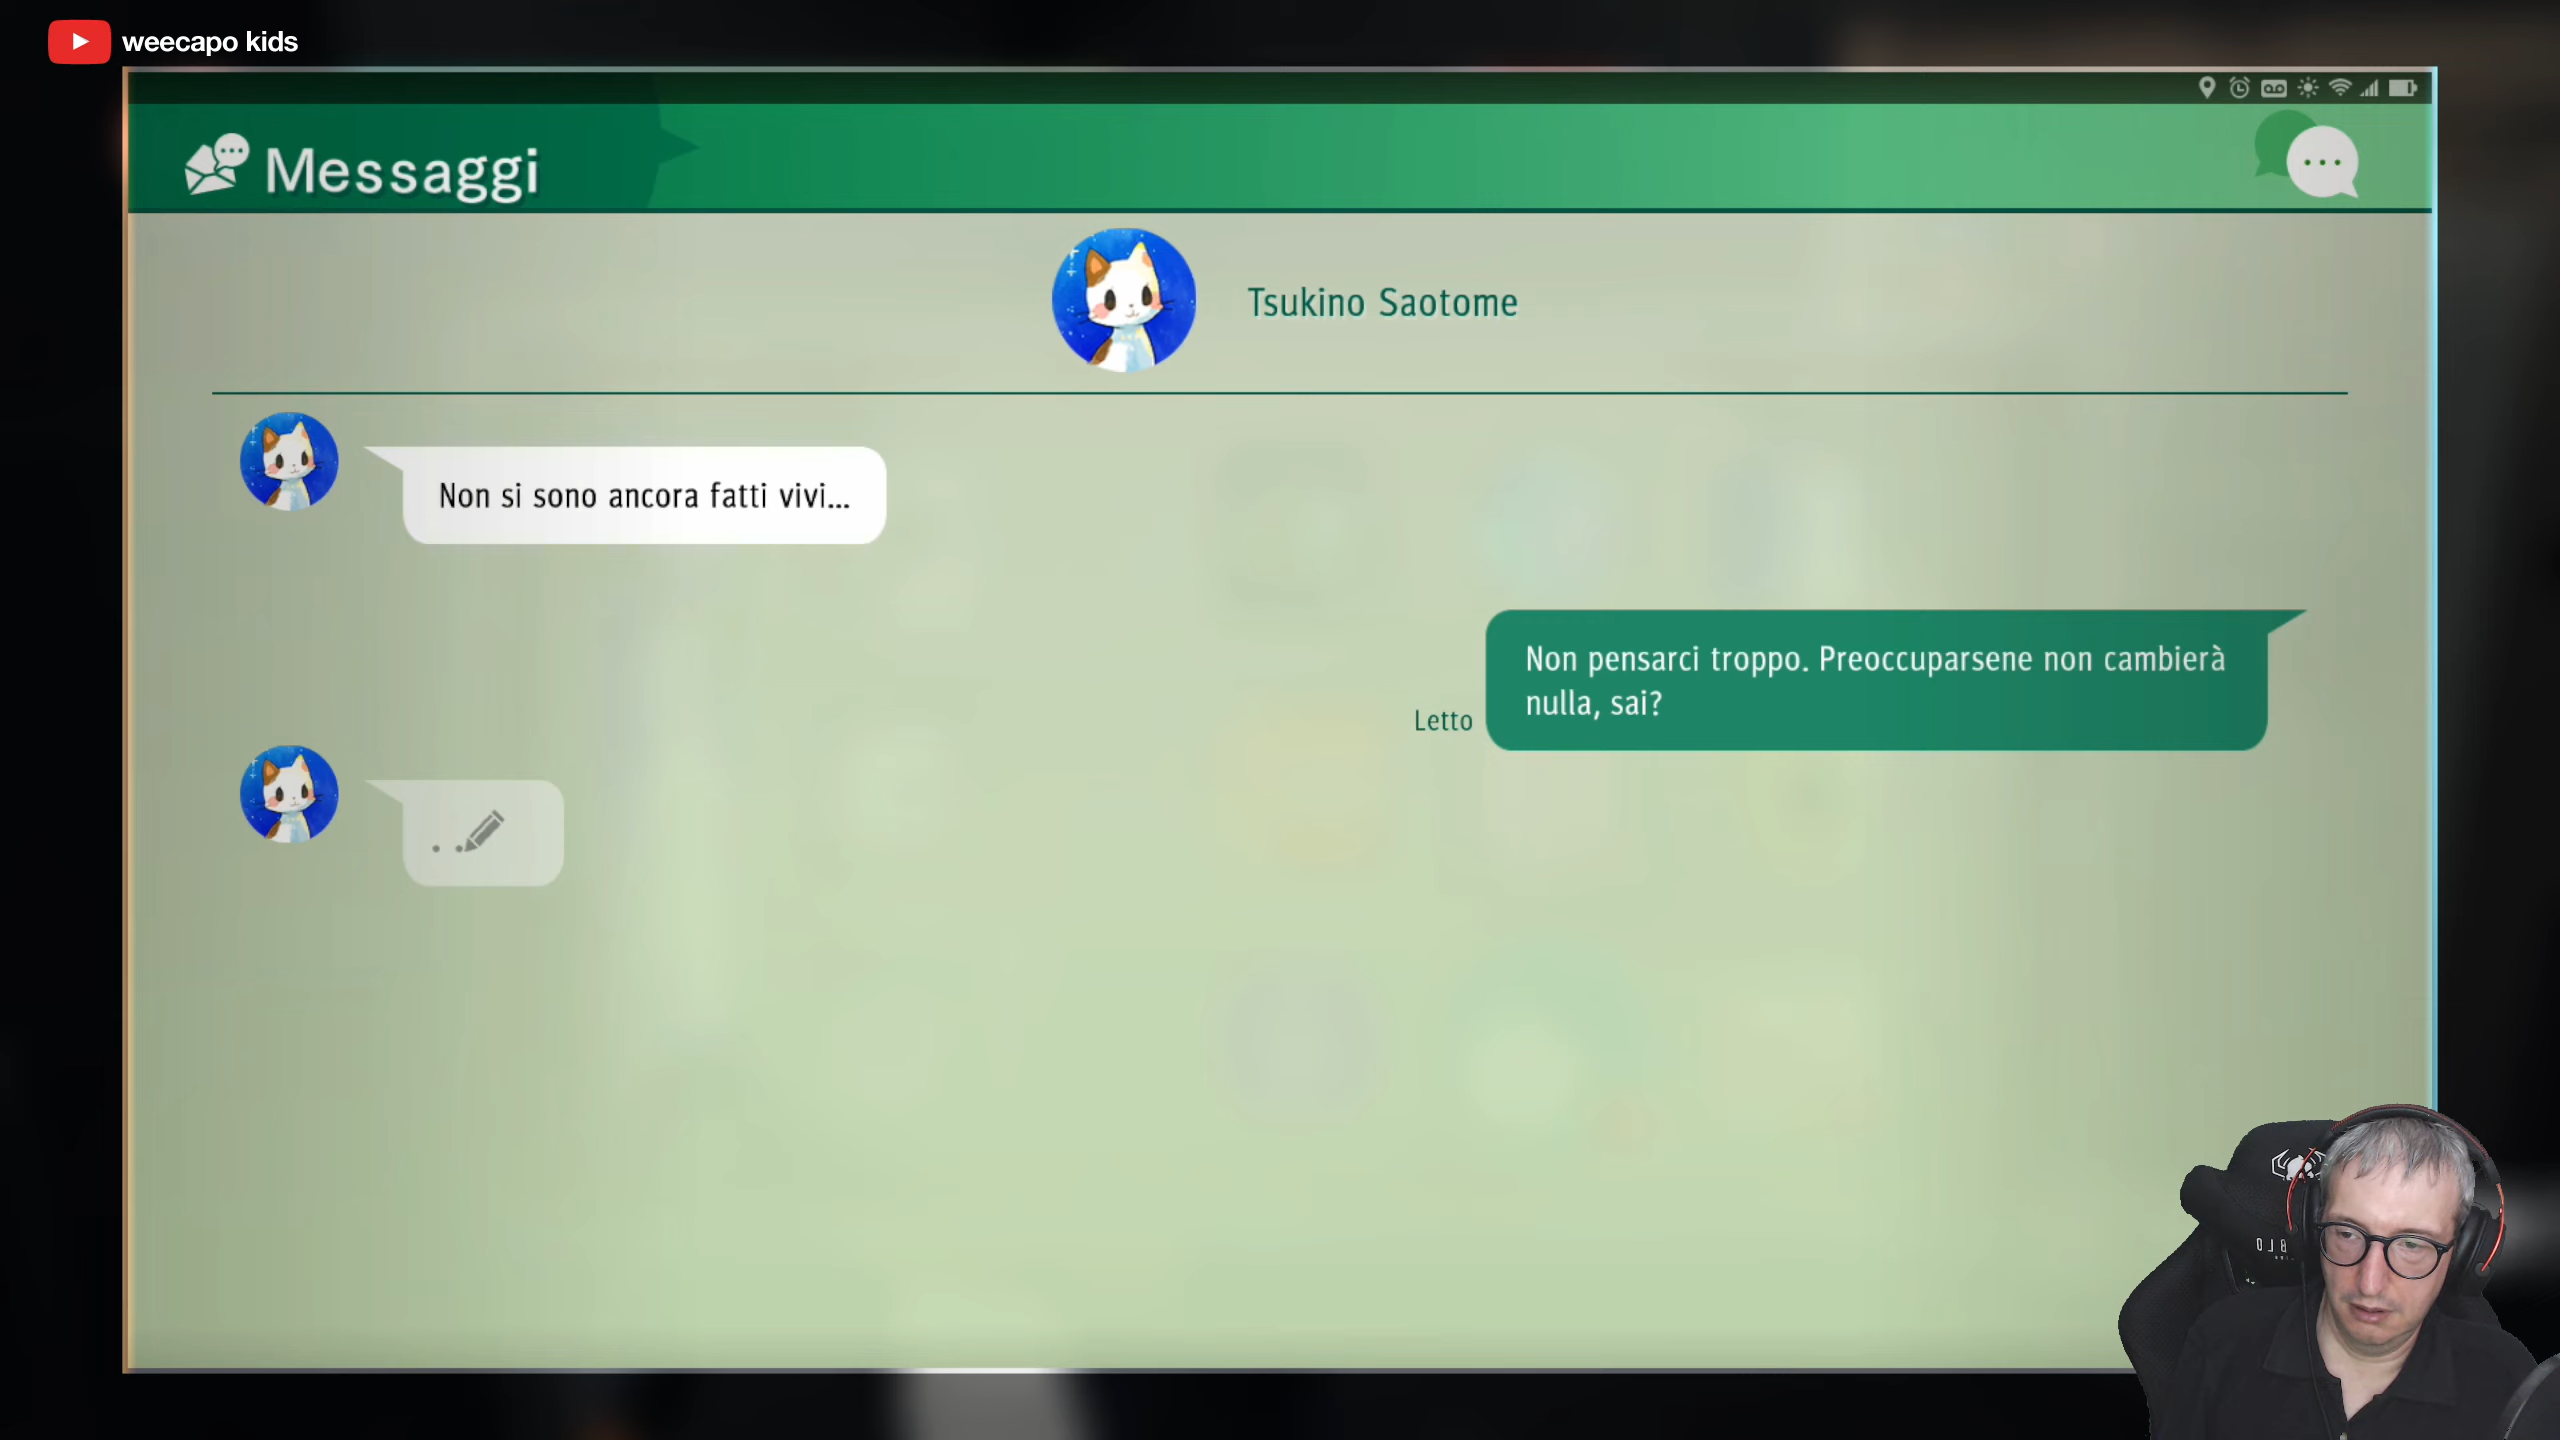 weecapo kids
Messaggi
Tsukino Saotome
Non si sono ancora fatti vivi...
Non pensarci troppo. Preoccuparsene non cambierà
nulla, sai?
Letto